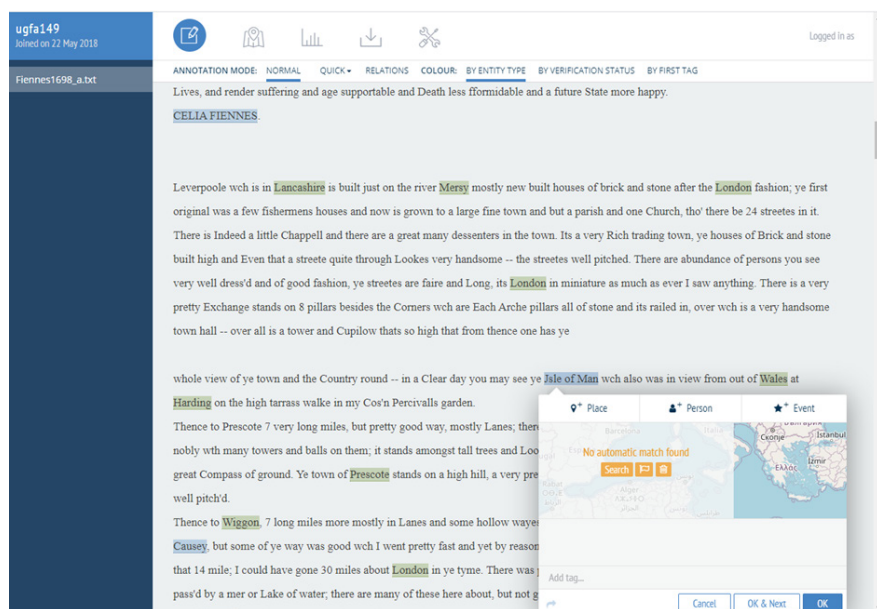 ugfa149
Joined on 22 May 2018
Logged in as
Fiennes1698_a.txt
ANNOTATION MODE: NORMAL QUICK RELATIONS COLOUR: BY ENTITY TYPE BY VERIFICATION STATUS BY FIRST TAG
Lives, and render suffering and age supportable and Death less fformidable and a future State more happy.
CELIA FIENNES.
Leverpoole wch is in Lancashire is built just on the river Mersy mostly new built houses of brick and stone after the London fashion; ye first
original was a few fishermens houses and now is grown to a large fine town and but a parish and one Church, tho' there be 24 streetes in it.
There is Indeed a little Chappell and there are a great many dessenters in the town. Its a very Rich trading town, ye houses of Brick and stone
built high and Even that a streete quite through Lookes very handsome -- the streetes well pitched. There are abundance of persons you see
very well dress'd and of good fashion, ye streetes are faire and Long, its London in miniature as much as ever I saw anything. There is a very
pretty Exchange stands on 8 pillars besides the Corners wch are Each Arche pillars all of stone and its railed in, over wch is a very handsome
town hall -- over all is a tower and Cupilow thats so high that from thence one has ye
whole view of ye town and the Country round -- in a Clear day you may see ye Jsle of Man wch also was in view from out of Wales at
Harding on the high tarrass walke in my Cos'n Percivalls garden.
Thence to Prescote 7 very long miles, but pretty good way, mostly Lanes; ther
nobly wth many towers and balls on them; it stands amongst tall trees and Loo
great Compass of ground. Ye town of Prescote stands on a high hill, a very pre
well pitch'd.
Thence to Wiggon, 7 long miles more mostly in Lanes and some hollow waye
Causey, but some of ye way was good wch I went pretty fast and yet by reason
that 14 mile; I could have gone 30 miles about London in ye tyme. There was
pass'd by a mer or Lake of water; there are many of these here about, but not g
Place Person Event
Barcelona
No automatic match found
Search
Alger
Скопје
İstanbul
Ελλάς
İzmir
Add tag...
Cancel OK & Next OK